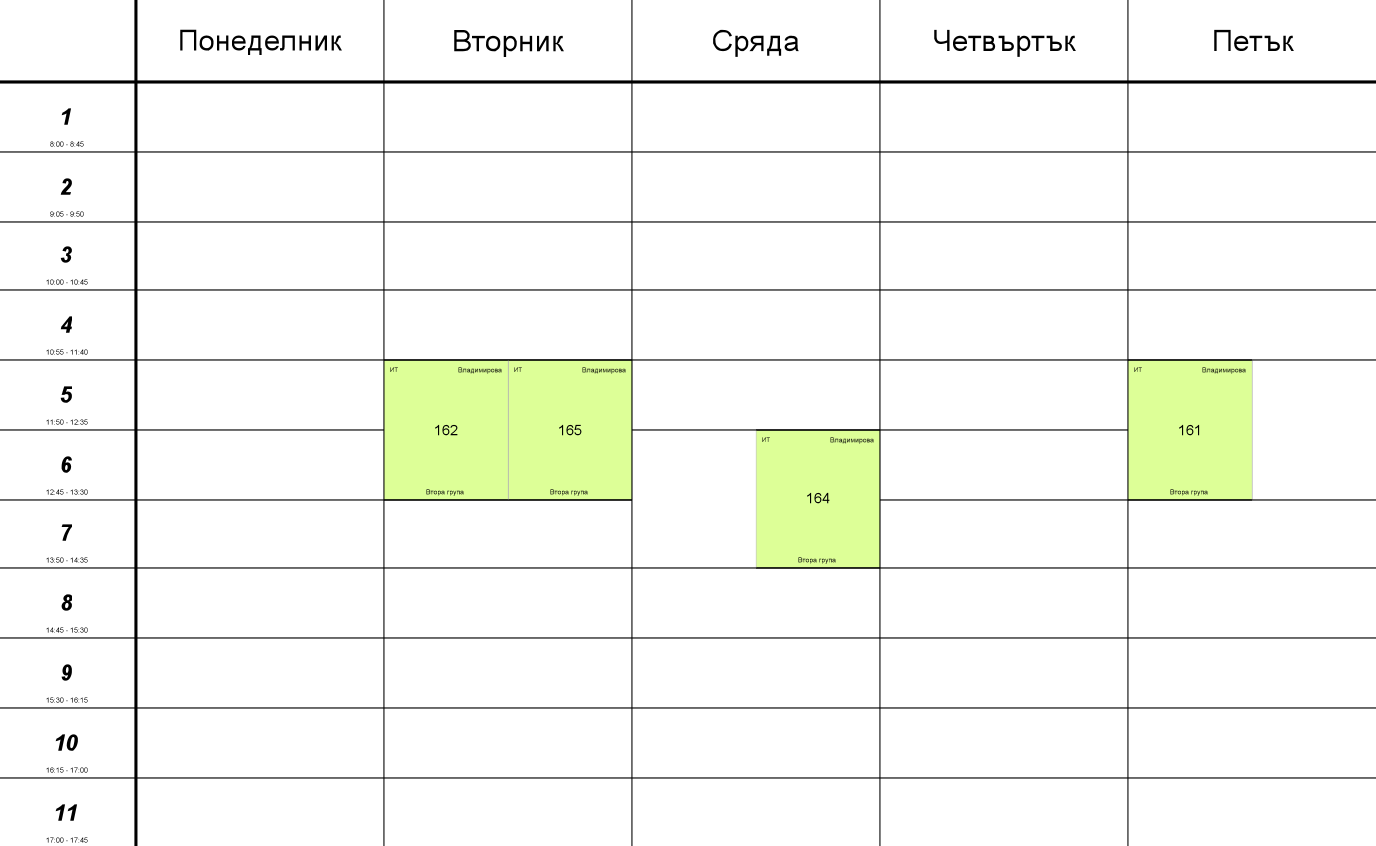 Понеделник Вторник Сряда Четвъртък Петък
1
8:00 - 8:45
2
9:05 - 9:50
3
10:00 - 10:45
4
10:55 - 11:40
ИТ Владимирова ИТ Владимирова ИТ Владимирова
5
11:50 - 12:35
162 165 161
ИТ Владимирова
6
12:45 - 13:30
Втора група Втора група Втора група
164
7
13:50 - 14:35
Втора група
8
14:45 - 15:30
9
15:30 - 16:15
10
16:15 - 17:00
11
17:00 - 17:45